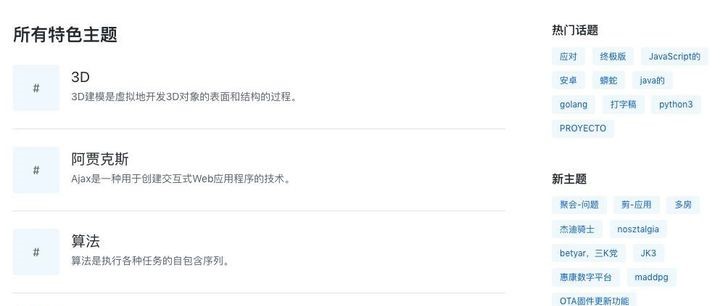 所有特色主题
#
3D
3D建模是虚拟地开发3D对象的表面和结构的过程。
#
阿贾克斯
Ajax是一种用于创建交互式Web应用程序的技术。
#
算法
算法是执行各种任务的自包含序列。
热门话题
应对 终极版 JavaScript的
安卓 蟒蛇 java的
golang 打字稿 python3
PROYECTO
新主题
聚会-问题 剪-应用 多房
杰迪骑士 nosztalgia
betyar，三K党 JK3
惠康数字平台 maddpg
OTA固件更新功能